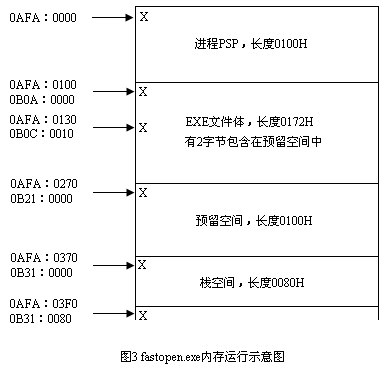 0AFA：0000
X
进程PSP，长度0100H
0AFA：0100
0B0A：0000
X
0AFA：0130
0B0C：0010
X
EXE文件体，长度0172H
有2字节包含在预留空间中
0AFA：0270
0B21：0000
X
预留空间，长度0100H
0AFA：0370
0B31：0000
X
栈空间，长度0080H
0AFA：03F0
0B31：0080
X
图3 fastopen.exe内存运行示意图